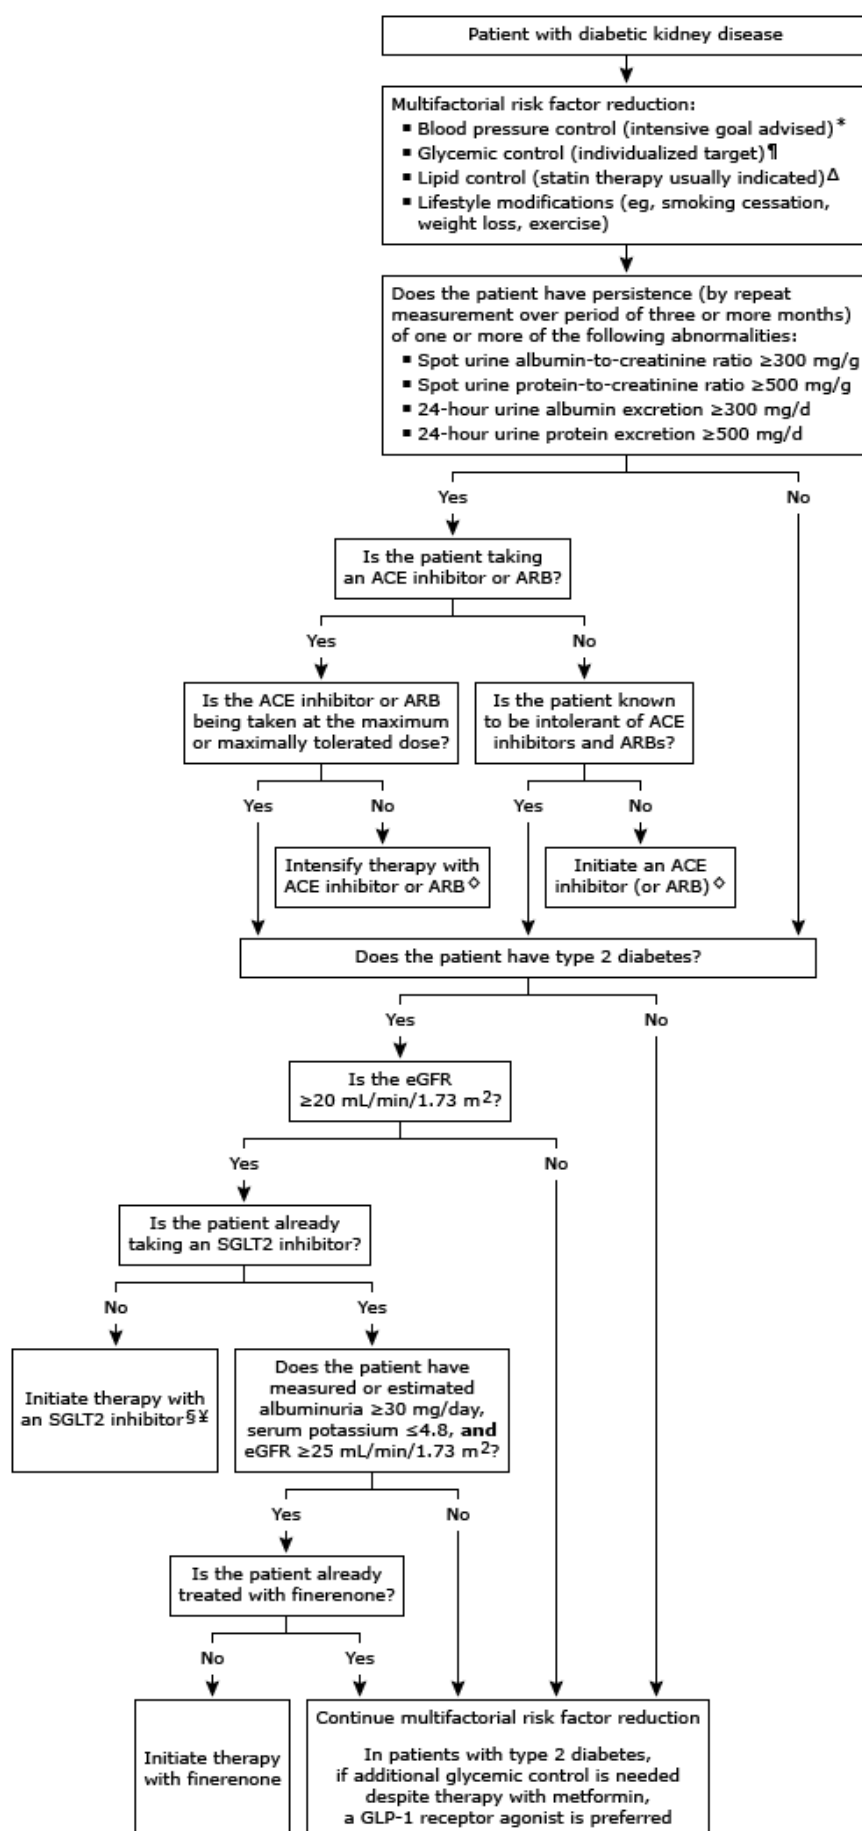 Patient with diabetic kidney disease
Multifactorial risk factor reduction:
▪ Blood pressure control (intensive goal advised)*
▪ Glycemic control (individualized target)¶
▪ Lipid control (statin therapy usually indicated)Δ
▪ Lifestyle modifications (eg, smoking cessation,
weight loss, exercise)
Does the patient have persistence (by repeat
measurement over period of three or more months)
of one or more of the following abnormalities:
▪ Spot urine albumin-to-creatinine ratio ≥300 mg/g
▪ Spot urine protein-to-creatinine ratio ≥500 mg/g
▪ 24-hour urine albumin excretion ≥300 mg/d
▪ 24-hour urine protein excretion ≥500 mg/d
Yes
No
Is the patient taking
an ACE inhibitor or ARB?
Yes
No
Is the ACE inhibitor or ARB
being taken at the maximum
or maximally tolerated dose?
Is the patient known
to be intolerant of ACE
inhibitors and ARBs?
Yes
No
Yes
No
Intensify therapy with
ACE inhibitor or ARB◇
Initiate an ACE
inhibitor (or ARB)◇
Does the patient have type 2 diabetes?
Yes
No
Is the eGFR
≥20 mL/min/1.73 m²?
Yes
No
Is the patient already
taking an SGLT2 inhibitor?
No
Yes
Initiate therapy with
an SGLT2 inhibitor§¥
Does the patient have
measured or estimated
albuminuria ≥30 mg/day,
serum potassium ≤4.8, and
eGFR ≥25 mL/min/1.73 m²?
Yes
No
Is the patient already
treated with finerenone?
No
Yes
Initiate therapy
with finerenone
Continue multifactorial risk factor reduction
In patients with type 2 diabetes,
if additional glycemic control is needed
despite therapy with metformin,
a GLP-1 receptor agonist is preferred